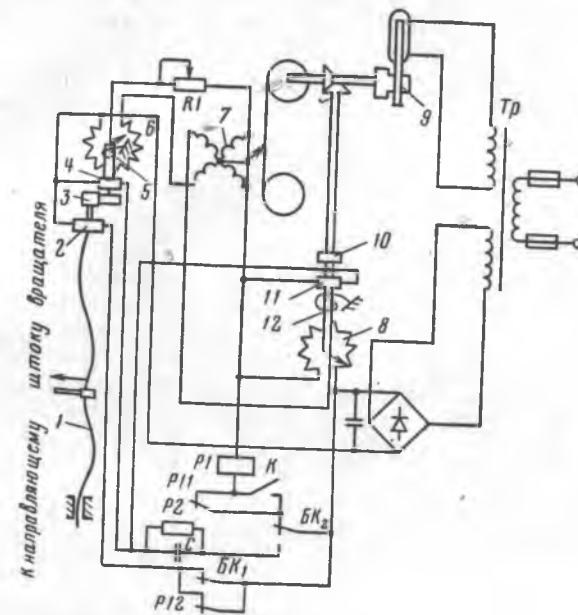 R1
7
6
5
4
3
2
1
К направляющему штоку вращателя
9
Тр
10
11
12
8
Р1
К
Р11
Р2
БК₂
С
БК₁
Р12